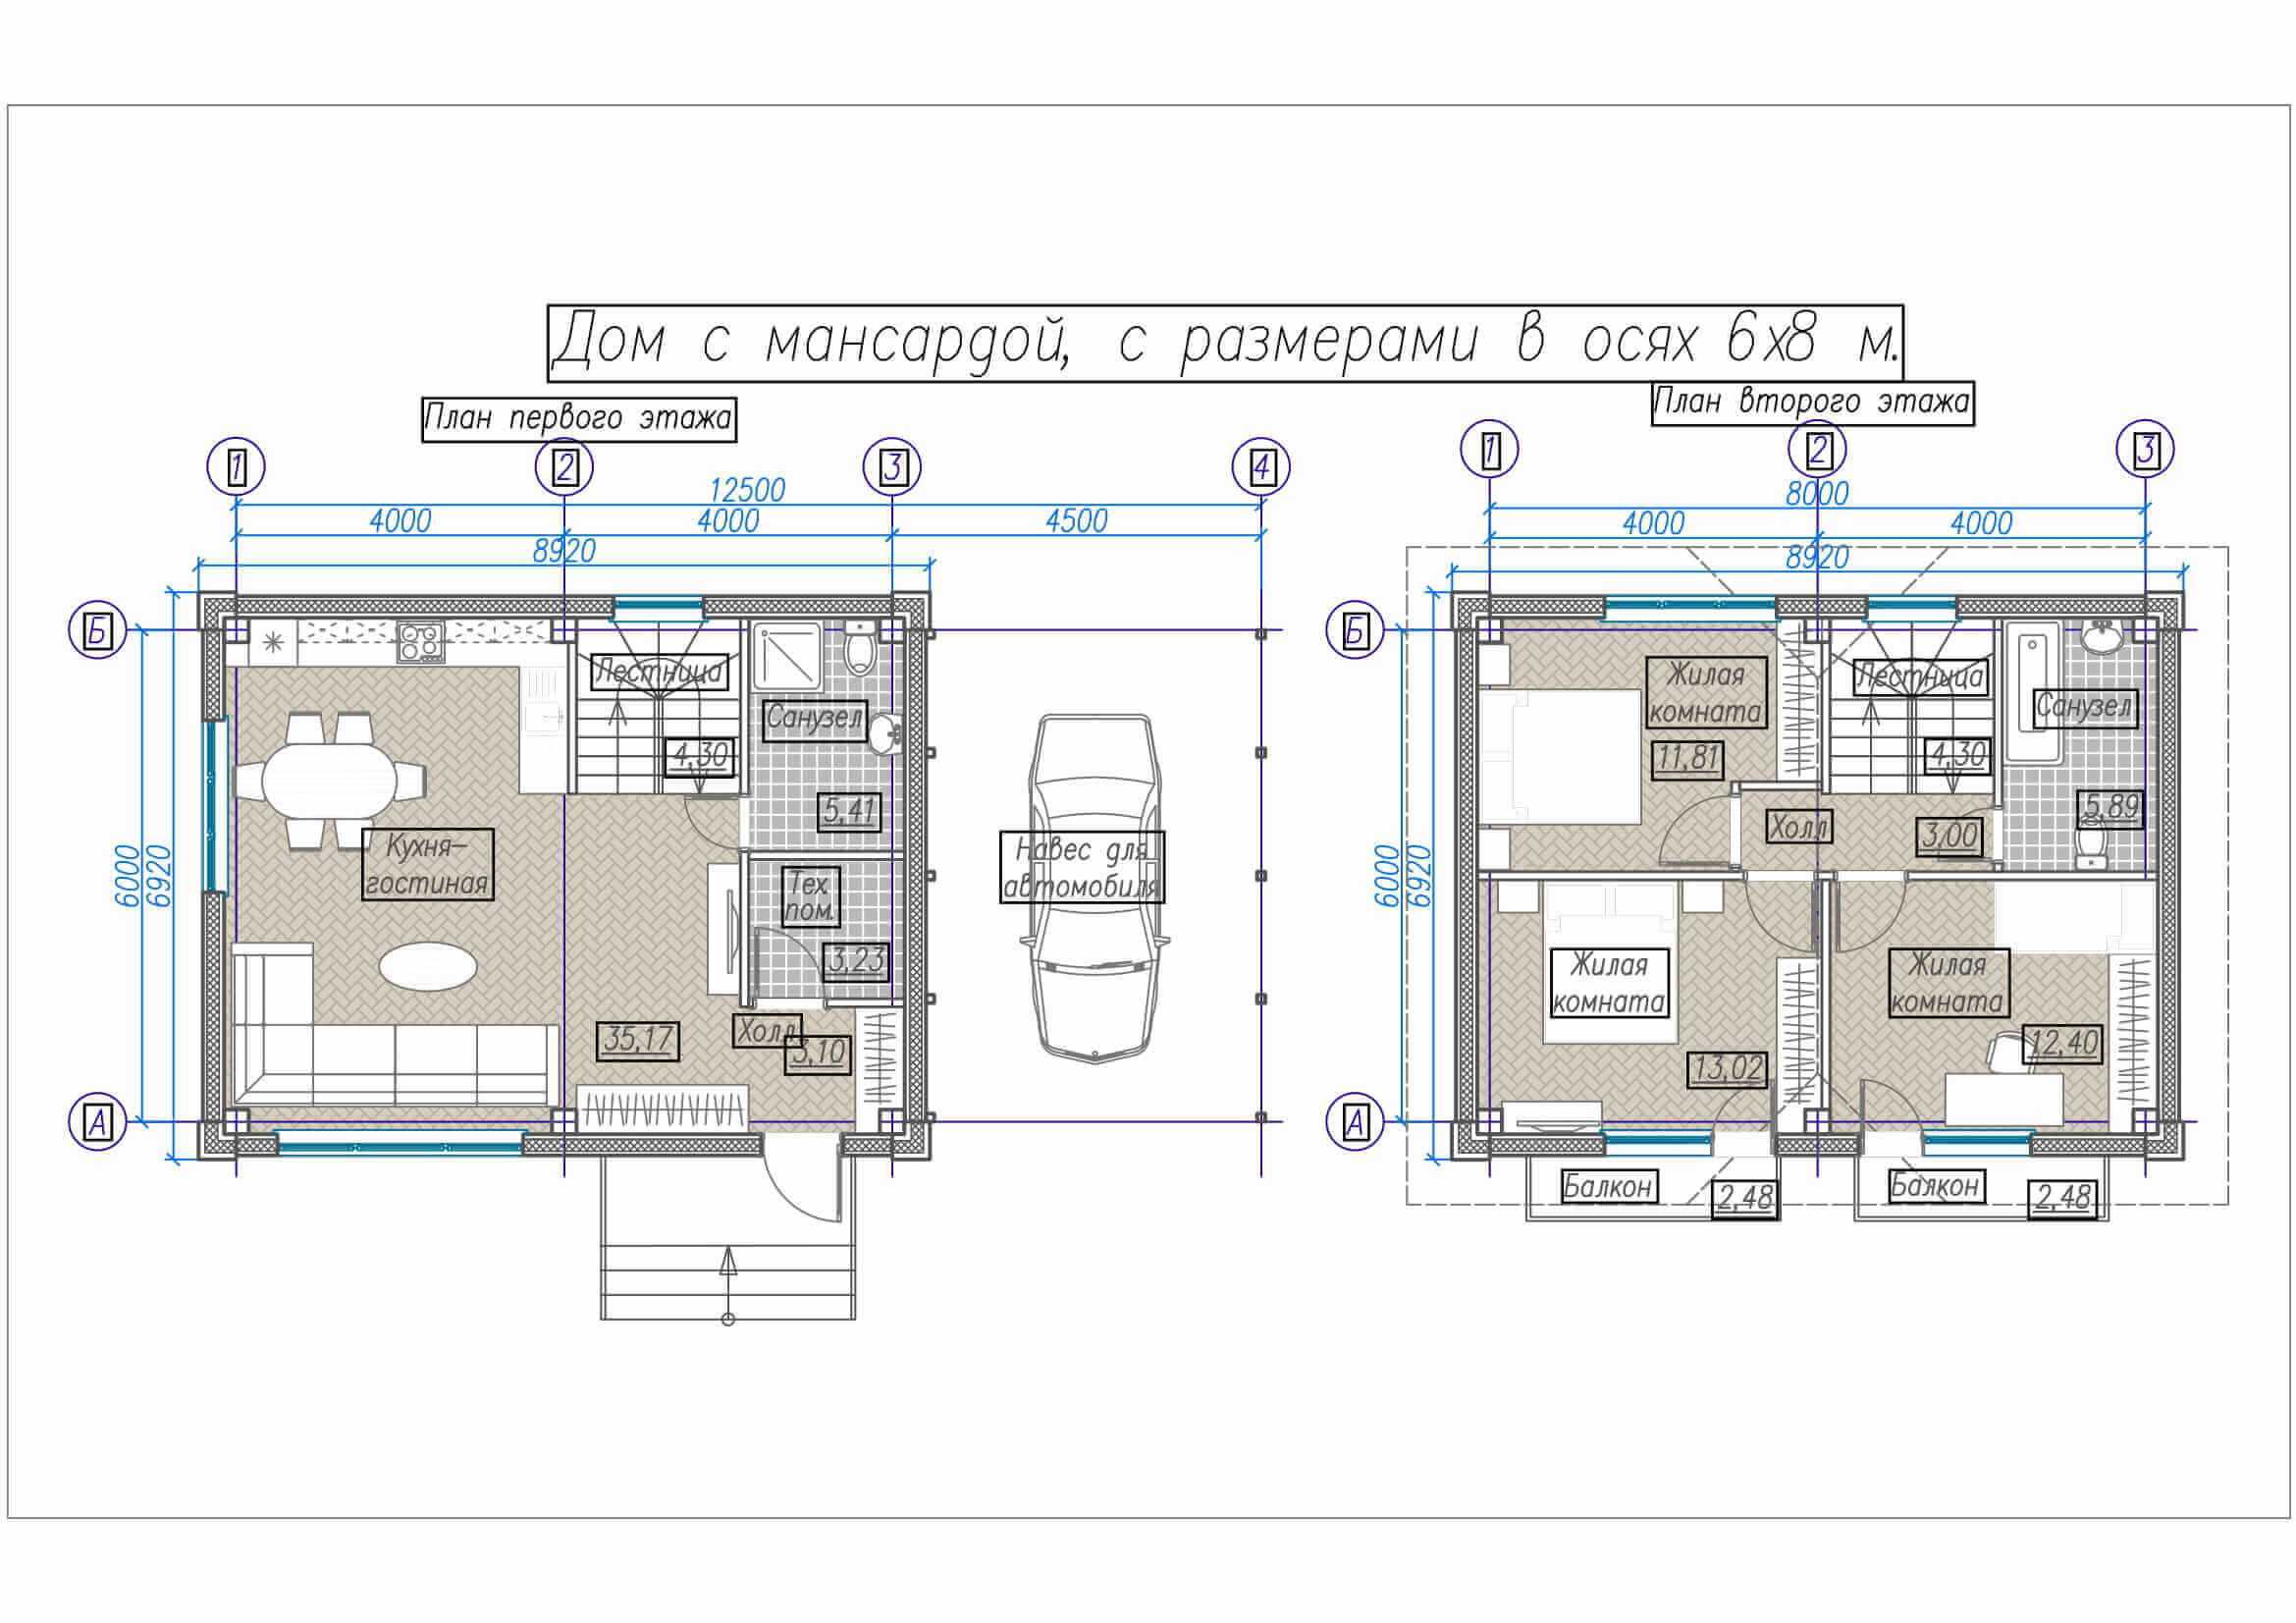 Дом с мансардой, с размерами в осях 6х8 м.
План первого этажа
План второго этажа
1 2 3 4
1 2 3
12500
4000 4000 4500
8920
8000
4000 4000
8920
Б
А
6000
6920
Лестница
4,30
Санузел
5,41
Кухня-
гостиная
35,17
Тех.
пом.
3,23
Холл
3,10
Навес для
автомобиля
Б
А
6000
6920
Жилая
комната
11,81
Лестница
4,30
Санузел
5,89
Холл
3,00
Жилая
комната
13,02
Жилая
комната
12,40
Балкон
2,48
Балкон
2,48